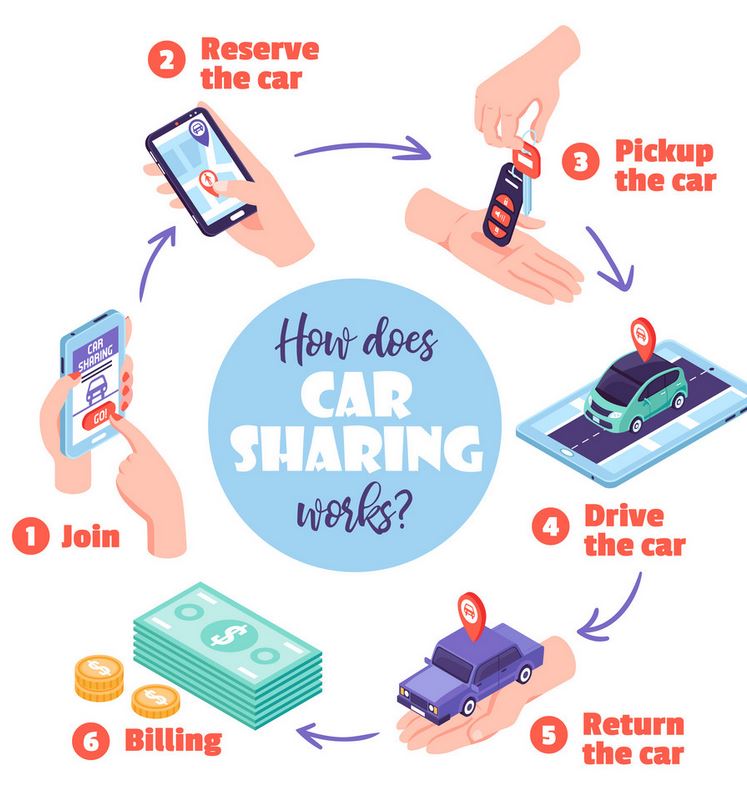 How does
CAR
SHARING
works?
1 Join
CAR
SHARING
GO!
2 Reserve
the car
3 Pickup
the car
4 Drive
the car
5 Return
the car
6 Billing
$
$
$